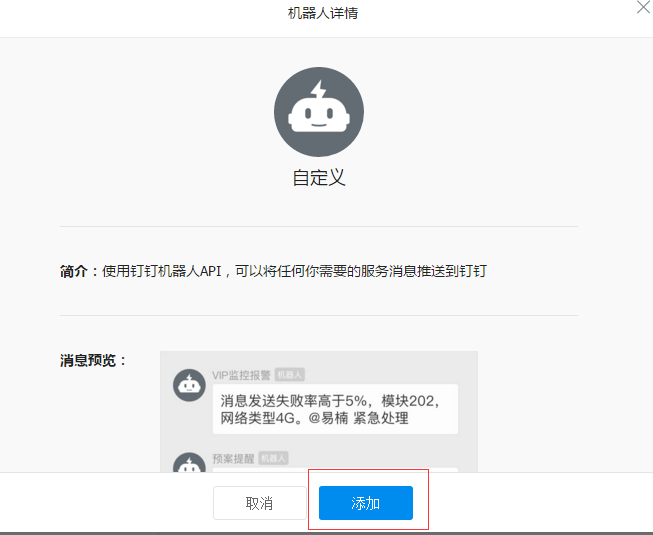 机器人详情
自定义
简介：使用钉钉机器人API，可以将任何你需要的服务消息推送到钉钉
消息预览：
VIP监控报警 机器人
消息发送失败率高于5%，模块202，
网络类型4G。@易楠 紧急处理
预案提醒 机器人
取消 添加